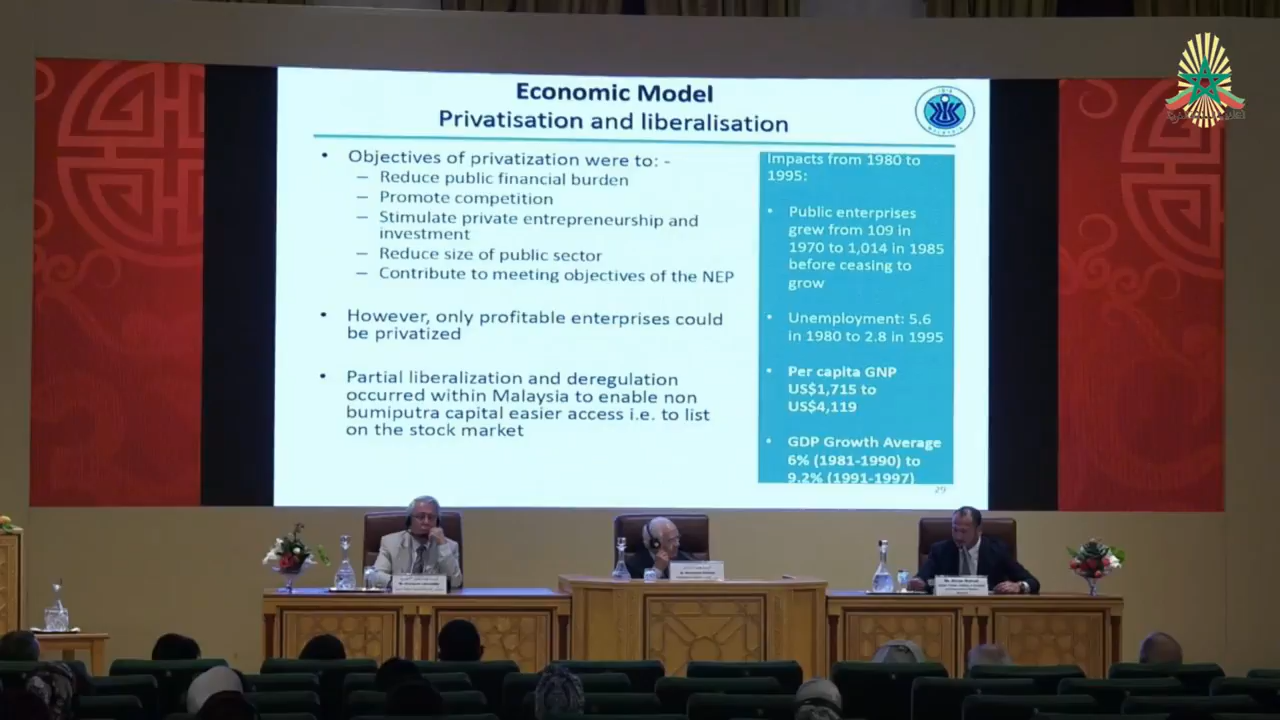 Economic Model
Privatisation and liberalisation
• Objectives of privatization were to: -
– Reduce public financial burden
– Promote competition
– Stimulate private entrepreneurship and
investment
– Reduce size of public sector
– Contribute to meeting objectives of the NEP
• However, only profitable enterprises could
be privatized
• Partial liberalization and deregulation
occurred within Malaysia to enable non
bumiputra capital easier access i.e. to list
on the stock market
Impacts from 1980 to
1995:
• Public enterprises
grew from 109 in
1970 to 1,014 in 1985
before ceasing to
grow
• Unemployment: 5.6
in 1980 to 2.8 in 1995
• Per capita GNP
US$1,715 to
US$4,119
• GDP Growth Average
6% (1981-1990) to
9.2% (1991-1997)
29